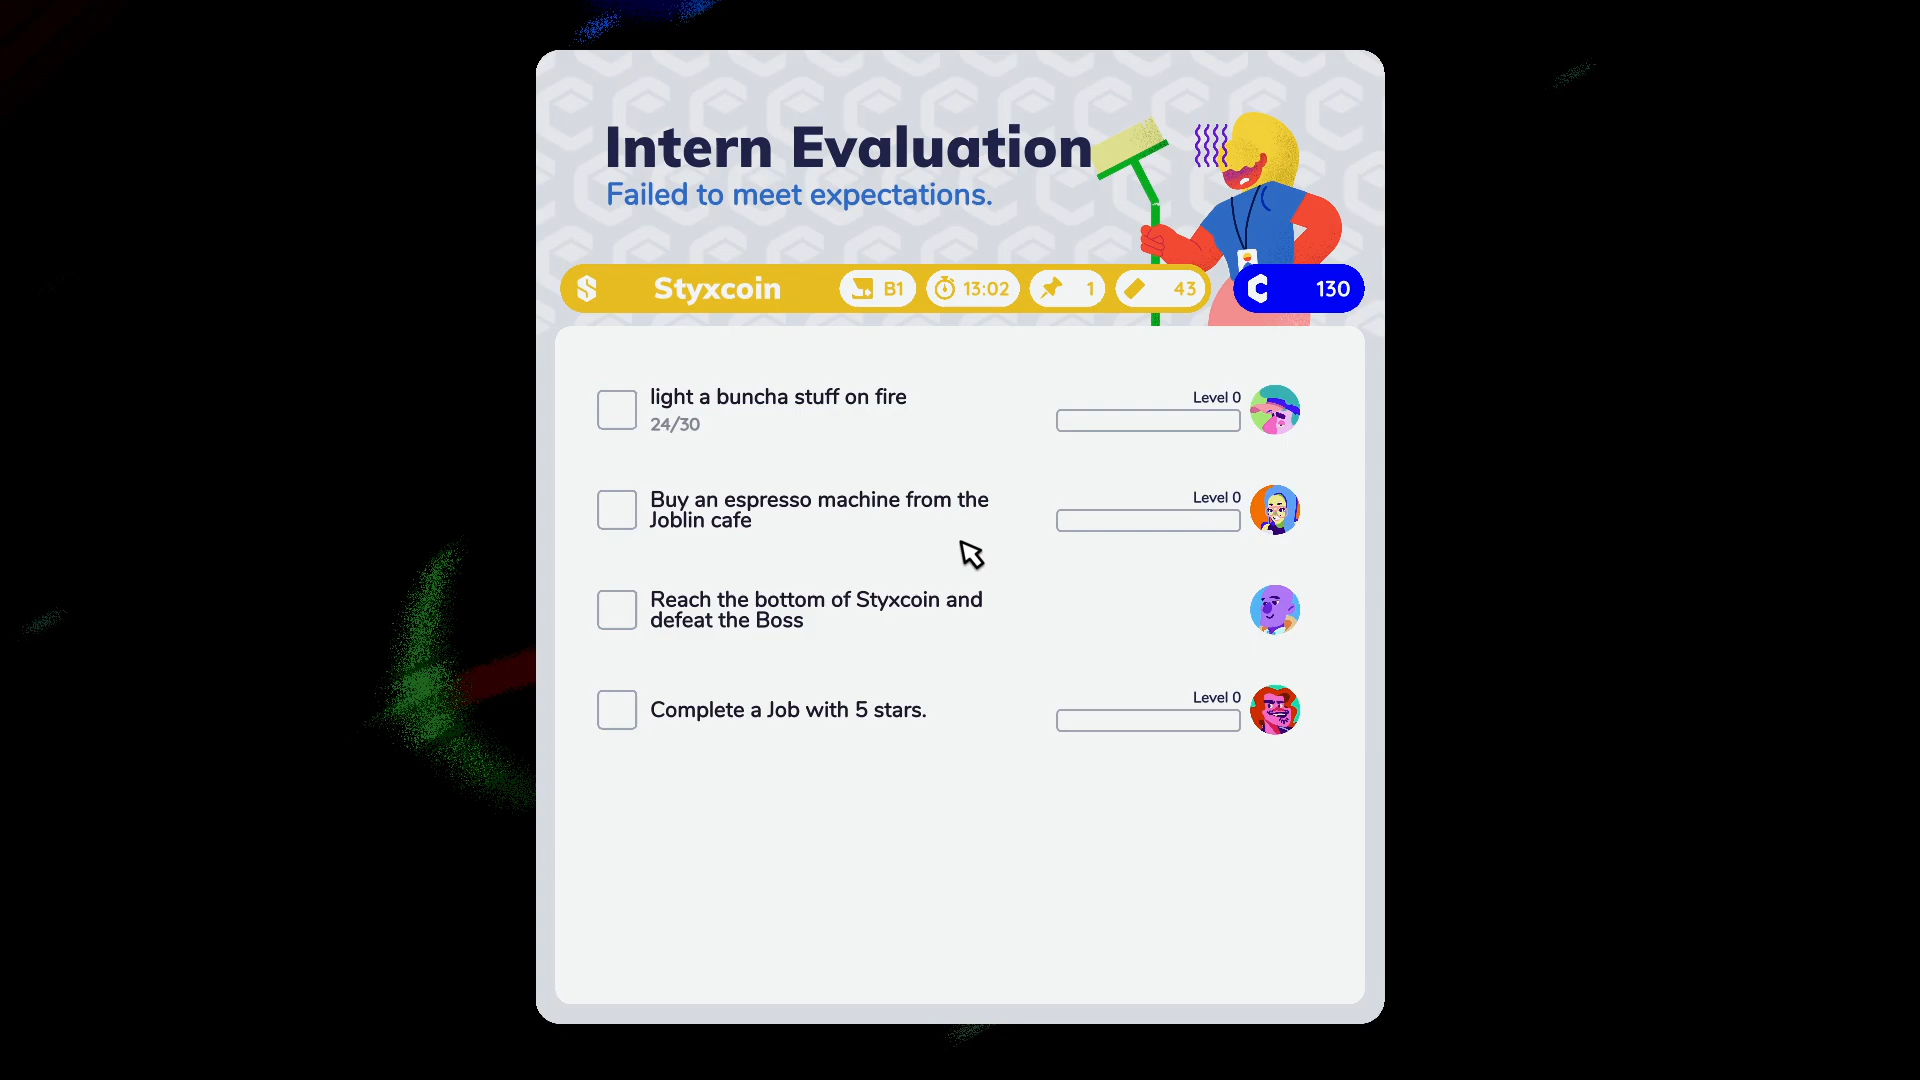 Intern Evaluation
Failed to meet expectations.
Styxcoin B1 13:02 1 43 130
light a buncha stuff on fire
24/30
Level 0
Buy an espresso machine from the
Joblin cafe
Level 0
Reach the bottom of Styxcoin and
defeat the Boss
Complete a Job with 5 stars.
Level 0